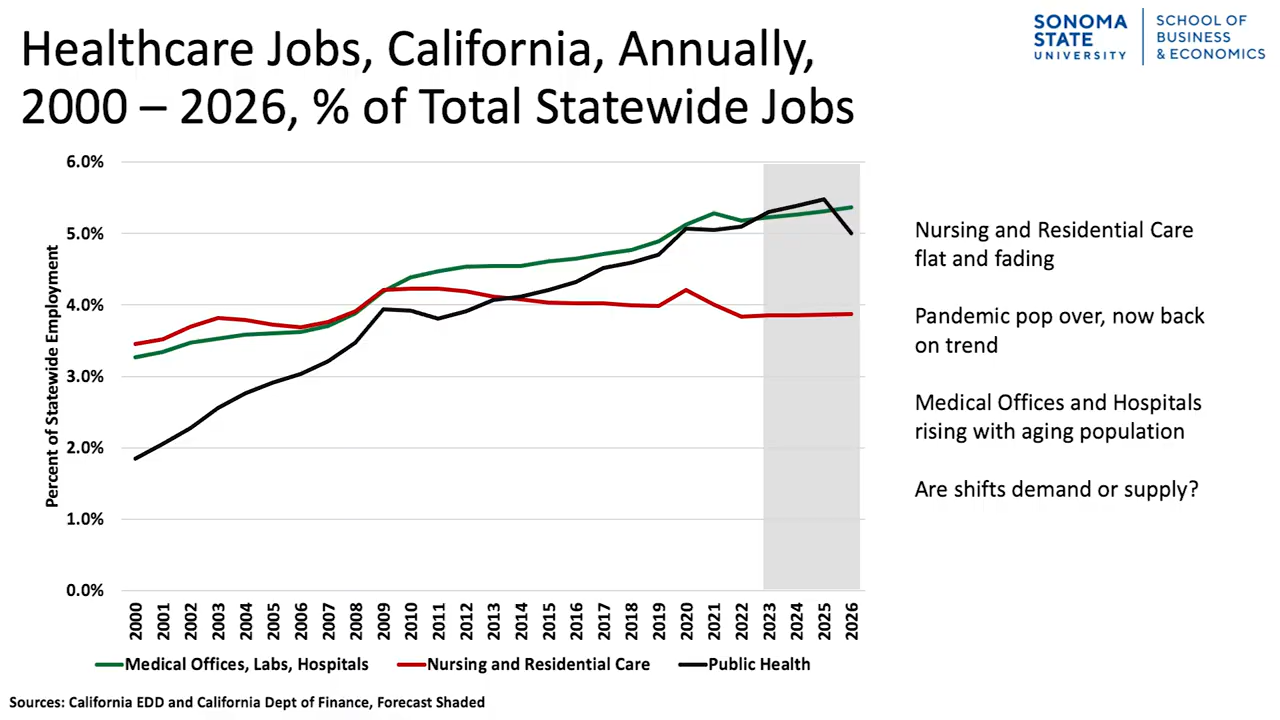 Healthcare Jobs, California, Annually,
2000 – 2026, % of Total Statewide Jobs
SONOMA
STATE
UNIVERSITY
SCHOOL OF
BUSINESS
& ECONOMICS
Percent of Statewide Employment
6.0%
5.0%
4.0%
3.0%
2.0%
1.0%
0.0%
2000
2001
2002
2003
2004
2005
2006
2007
2008
2009
2010
2011
2012
2013
2014
2015
2016
2017
2018
2019
2020
2021
2022
2023
2024
2025
2026
Medical Offices, Labs, Hospitals
Nursing and Residential Care
Public Health
Nursing and Residential Care
flat and fading
Pandemic pop over, now back
on trend
Medical Offices and Hospitals
rising with aging population
Are shifts demand or supply?
Sources: California EDD and California Dept of Finance, Forecast Shaded